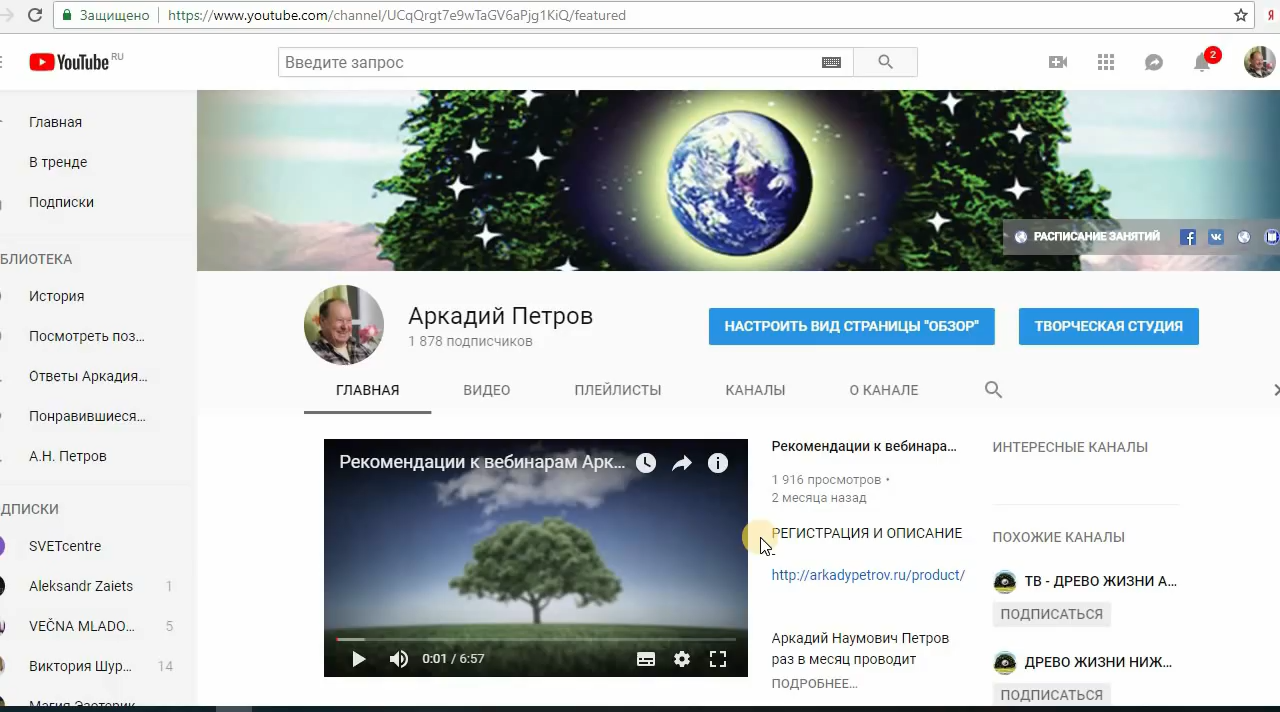 Защищено
https://www.youtube.com/channel/UCqQrgt7e9wTaGV6aPjg1KiQ/featured
Я
YouTube RU
Введите запрос
2
Главная
В тренде
Подписки
БЛИОТЕКА
История
Посмотреть поз...
Ответы Аркадия...
Понравившиеся...
А.Н. Петров
ДПИСКИ
SVETcentre
Aleksandr Zaiets 1
VEČNA MLADO... 5
Виктория Шур... 14
Магия Эзотерик
РАСПИСАНИЕ ЗАНЯТИЙ
Аркадий Петров
1 878 подписчиков
НАСТРОИТЬ ВИД СТРАНИЦЫ "ОБЗОР"
ТВОРЧЕСКАЯ СТУДИЯ
ГЛАВНАЯ ВИДЕО ПЛЕЙЛИСТЫ КАНАЛЫ О КАНАЛЕ
Рекомендации к вебинарам Арк...
0:01 / 6:57
Рекомендации к вебинара...
1 916 просмотров •
2 месяца назад
РЕГИСТРАЦИЯ И ОПИСАНИЕ
http://arkadypetrov.ru/product/
Аркадий Наумович Петров
раз в месяц проводит
ПОДРОБНЕЕ...
ИНТЕРЕСНЫЕ КАНАЛЫ
ПОХОЖИЕ КАНАЛЫ
ТВ - ДРЕВО ЖИЗНИ А...
ПОДПИСАТЬСЯ
ДРЕВО ЖИЗНИ НИЖ...
ПОДПИСАТЬСЯ